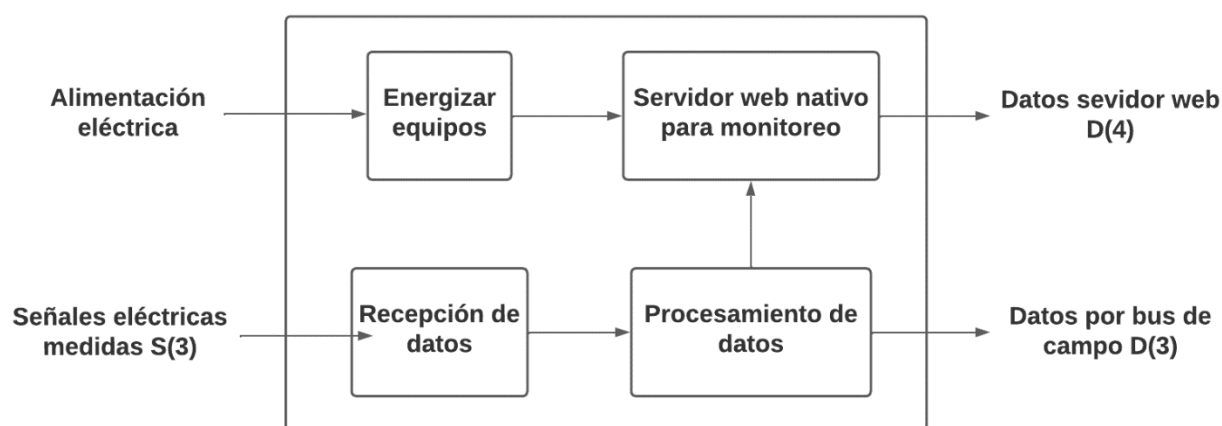 Alimentación
eléctrica
Energizar
equipos
Servidor web nativo
para monitoreo
Datos sevidor web
D(4)
Señales eléctricas
medidas S(3)
Recepción de
datos
Procesamiento de
datos
Datos por bus de
campo D(3)